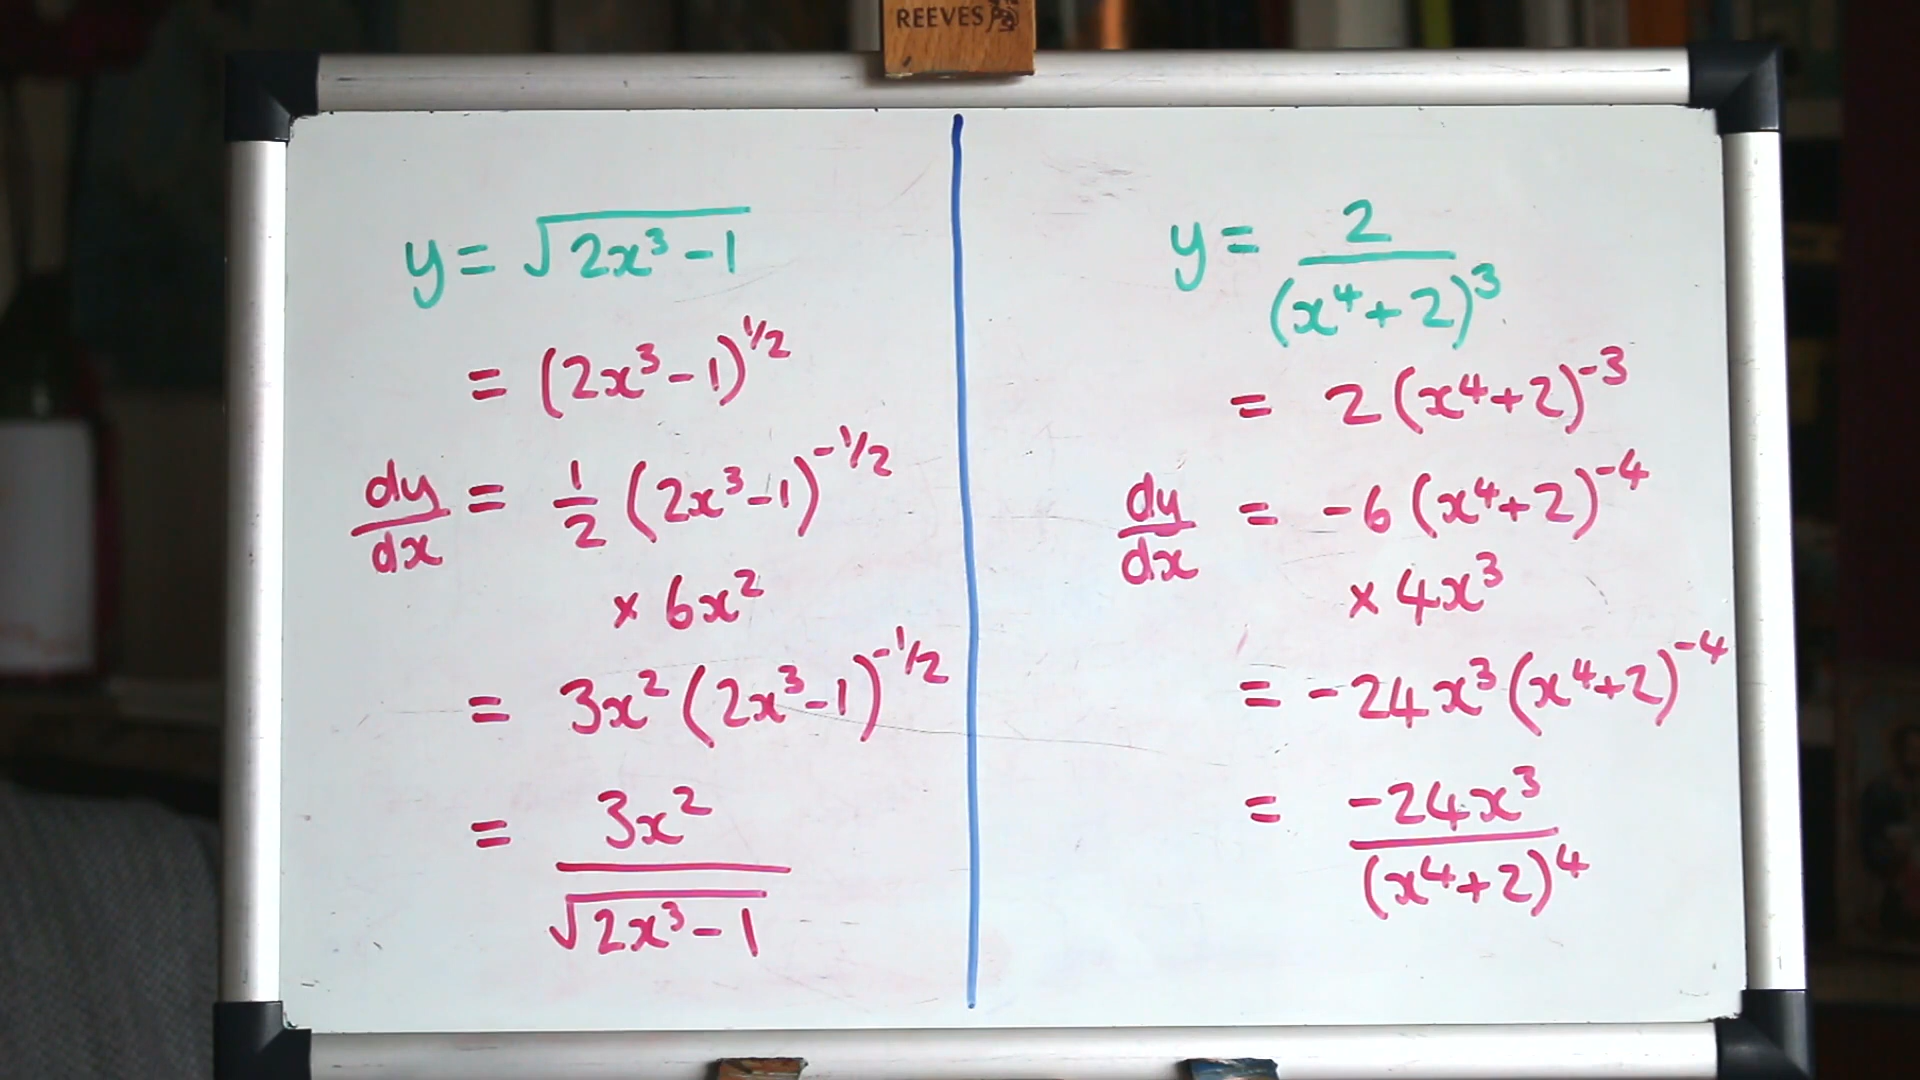 REEVES
y = √(2x³ - 1)
= (2x³ - 1)^½
dy/dx = 1/2 (2x³ - 1)^-½
× 6x²
= 3x² (2x³ - 1)^-½
= 3x² / √(2x³ - 1)
y = 2 / (x⁴ + 2)³
= 2 (x⁴ + 2)⁻³
dy/dx = -6 (x⁴ + 2)⁻⁴
× 4x³
= -24x³ (x⁴ + 2)⁻⁴
= -24x³ / (x⁴ + 2)⁴